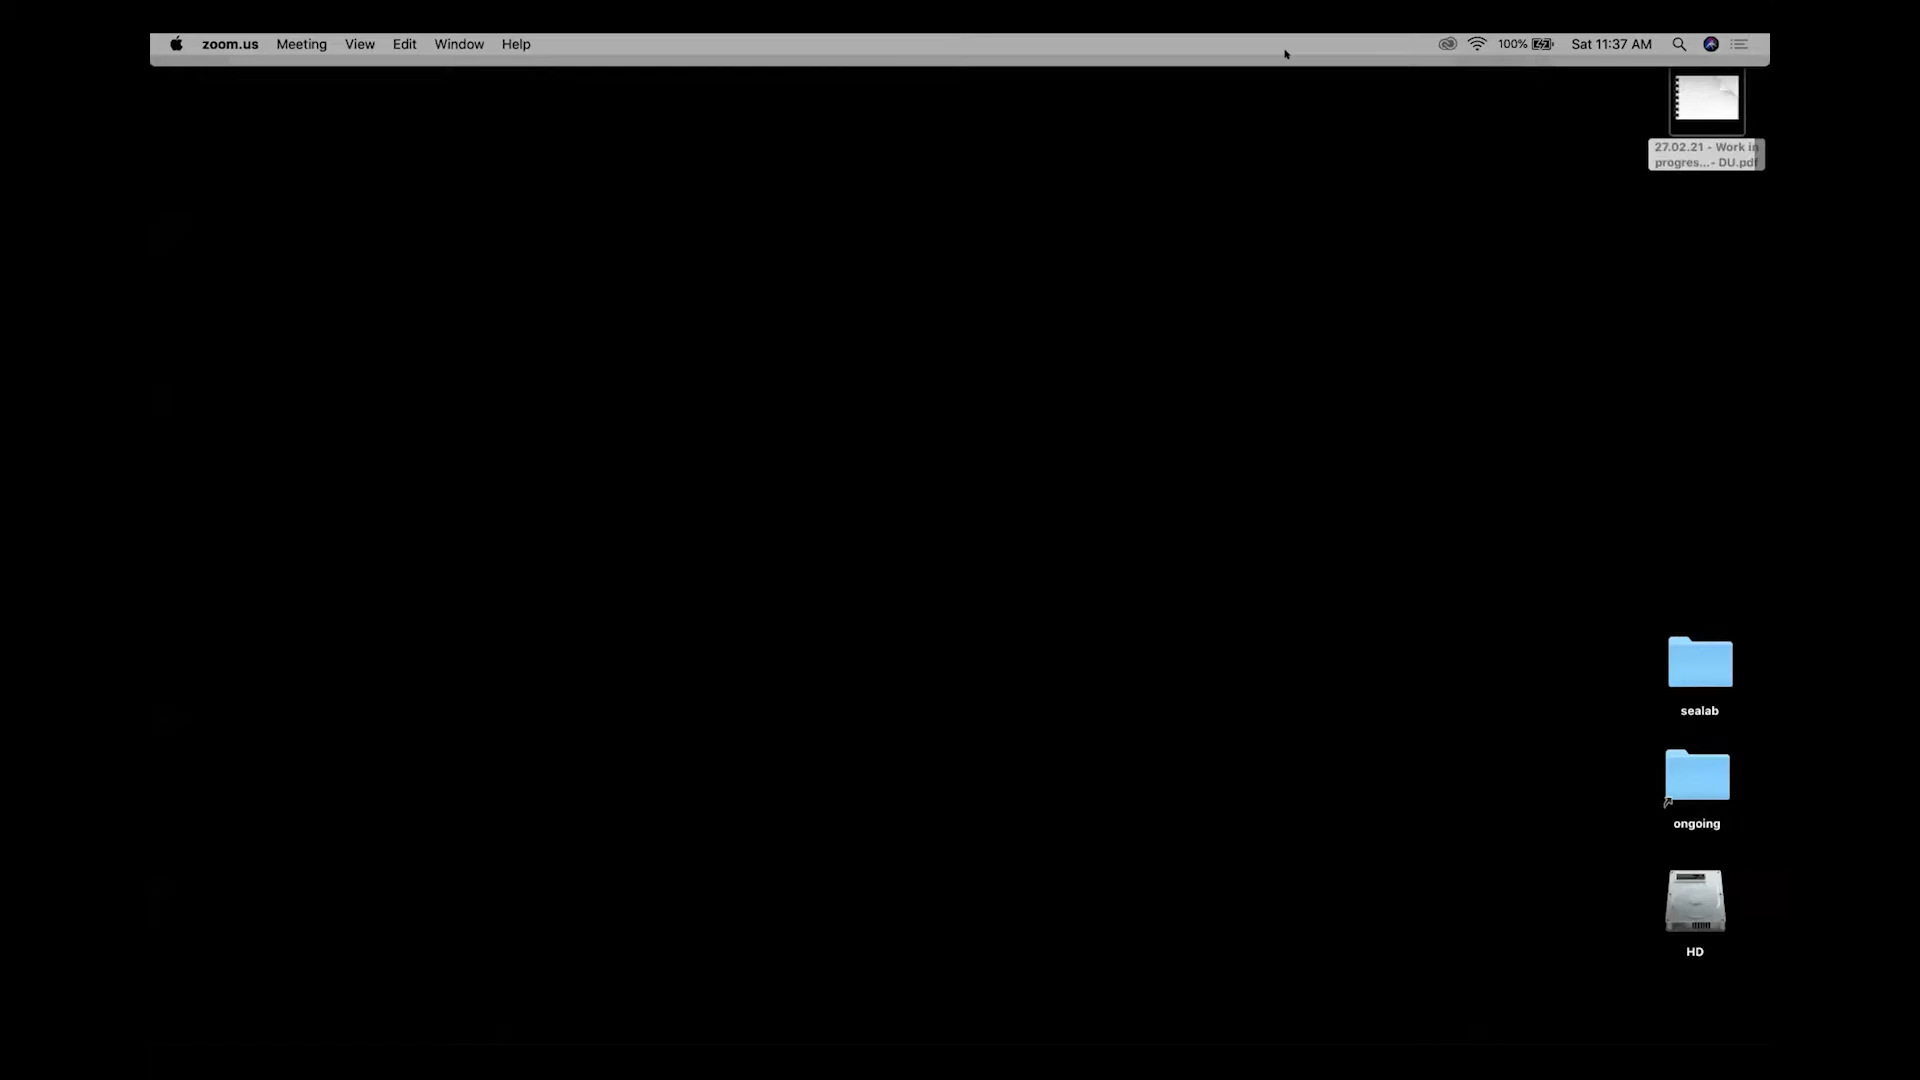 zoom.us Meeting View Edit Window Help 100% Sat 11:37 AM
27.02.21 - Work in
progres...- DU.pdf
sealab
ongoing
HD